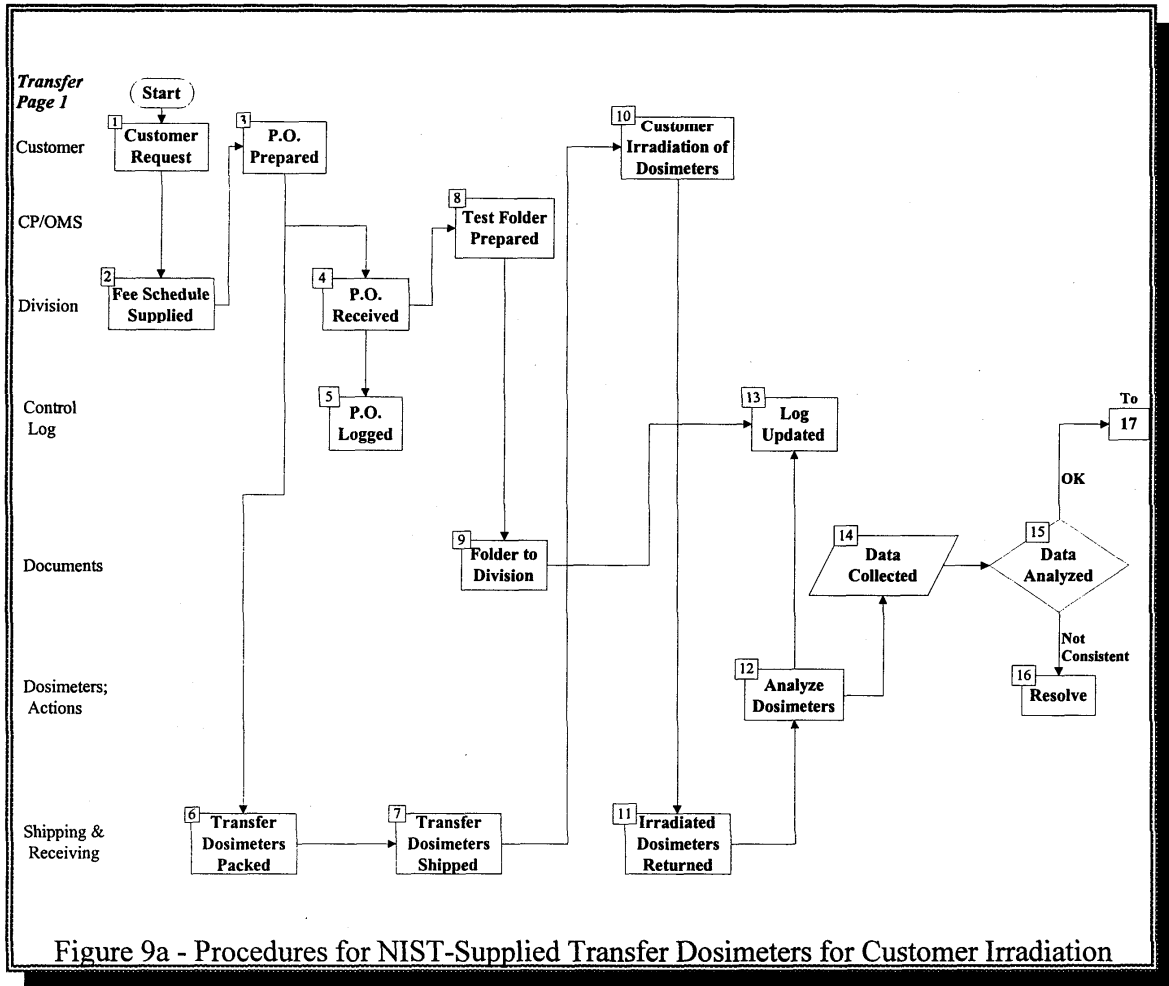 Transfer
Page 1
Start
1
Customer
Request
3
P.O.
Prepared
10
Customer
Irradiation of
Dosimeters
Customer
8
Test Folder
Prepared
CP/OMS
2
Fee Schedule
Supplied
4
P.O.
Received
Division
5
P.O.
Logged
13
Log
Updated
To
17
Control
Log
OK
9
Folder to
Division
14
Data
Collected
15
Data
Analyzed
Documents
Not
Consistent
12
Analyze
Dosimeters
16
Resolve
Dosimeters;
Actions
6
Transfer
Dosimeters
Packed
7
Transfer
Dosimeters
Shipped
11
Irradiated
Dosimeters
Returned
Shipping &
Receiving
Figure 9a - Procedures for NIST-Supplied Transfer Dosimeters for Customer Irradiation